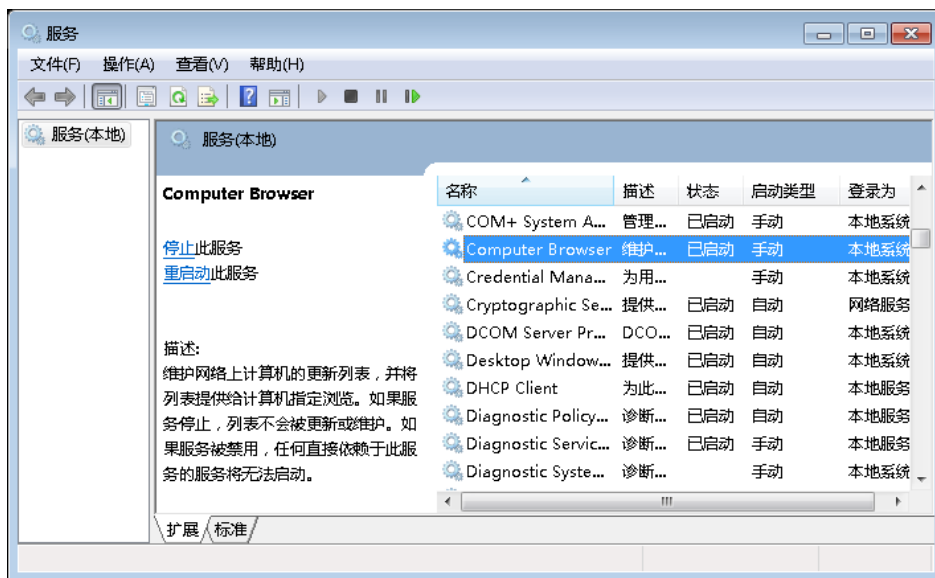 服务
文件(F) 操作(A) 查看(V) 帮助(H)
服务(本地)
服务(本地)
Computer Browser
停止此服务
重启动此服务
描述:
维护网络上计算机的更新列表，并将
列表提供给计算机指定浏览。如果服
务停止，列表不会被更新或维护。如
果服务被禁用，任何直接依赖于此服
务的服务将无法启动。
名称 描述 状态 启动类型 登录为
COM+ System A... 管理... 已启动 手动 本地系统
Computer Browser 维护... 已启动 手动 本地系统
Credential Mana... 为用... 手动 本地系统
Cryptographic Se... 提供... 已启动 自动 网络服务
DCOM Server Pr... DCO... 已启动 自动 本地系统
Desktop Window... 提供... 已启动 自动 本地系统
DHCP Client 为此... 已启动 自动 本地服务
Diagnostic Policy... 诊断... 已启动 自动 本地服务
Diagnostic Servic... 诊断... 已启动 手动 本地服务
Diagnostic Syste... 诊断... 手动 本地系统
扩展 标准